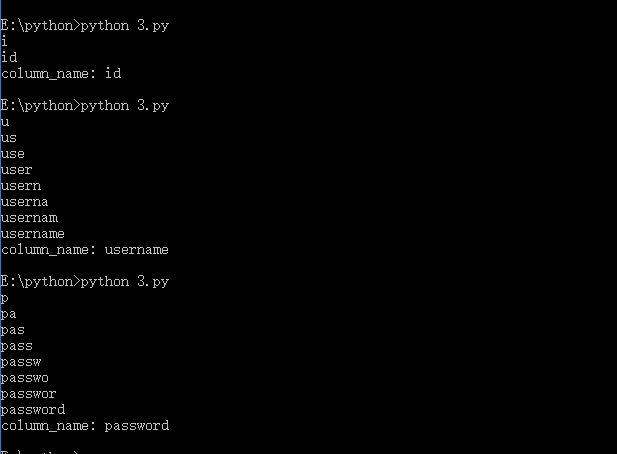 E:\python>python 3.py
i
id
column_name: id
E:\python>python 3.py
u
us
use
user
usern
userna
usernam
username
column_name: username
E:\python>python 3.py
p
pa
pas
pass
passw
passwo
passwor
password
column_name: password
E:\python>